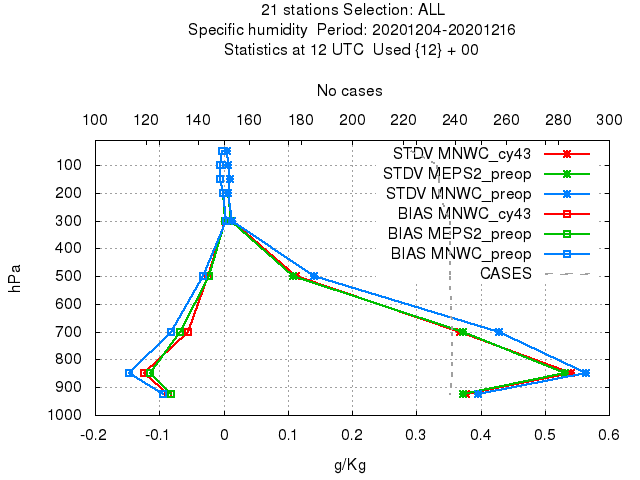 21 stations Selection: ALL
Specific humidity  Period: 20201204-20201216
Statistics at 12 UTC  Used {12} + 00
No cases
100 120 140 160 180 200 220 240 260 280 300
STDV MNWC_cy43
STDV MEPS2_preop
STDV MNWC_preop
BIAS MNWC_cy43
BIAS MEPS2_preop
BIAS MNWC_preop
CASES
hPa
100
200
300
400
500
600
700
800
900
1000
-0.2 -0.1 0 0.1 0.2 0.3 0.4 0.5 0.6
g/Kg